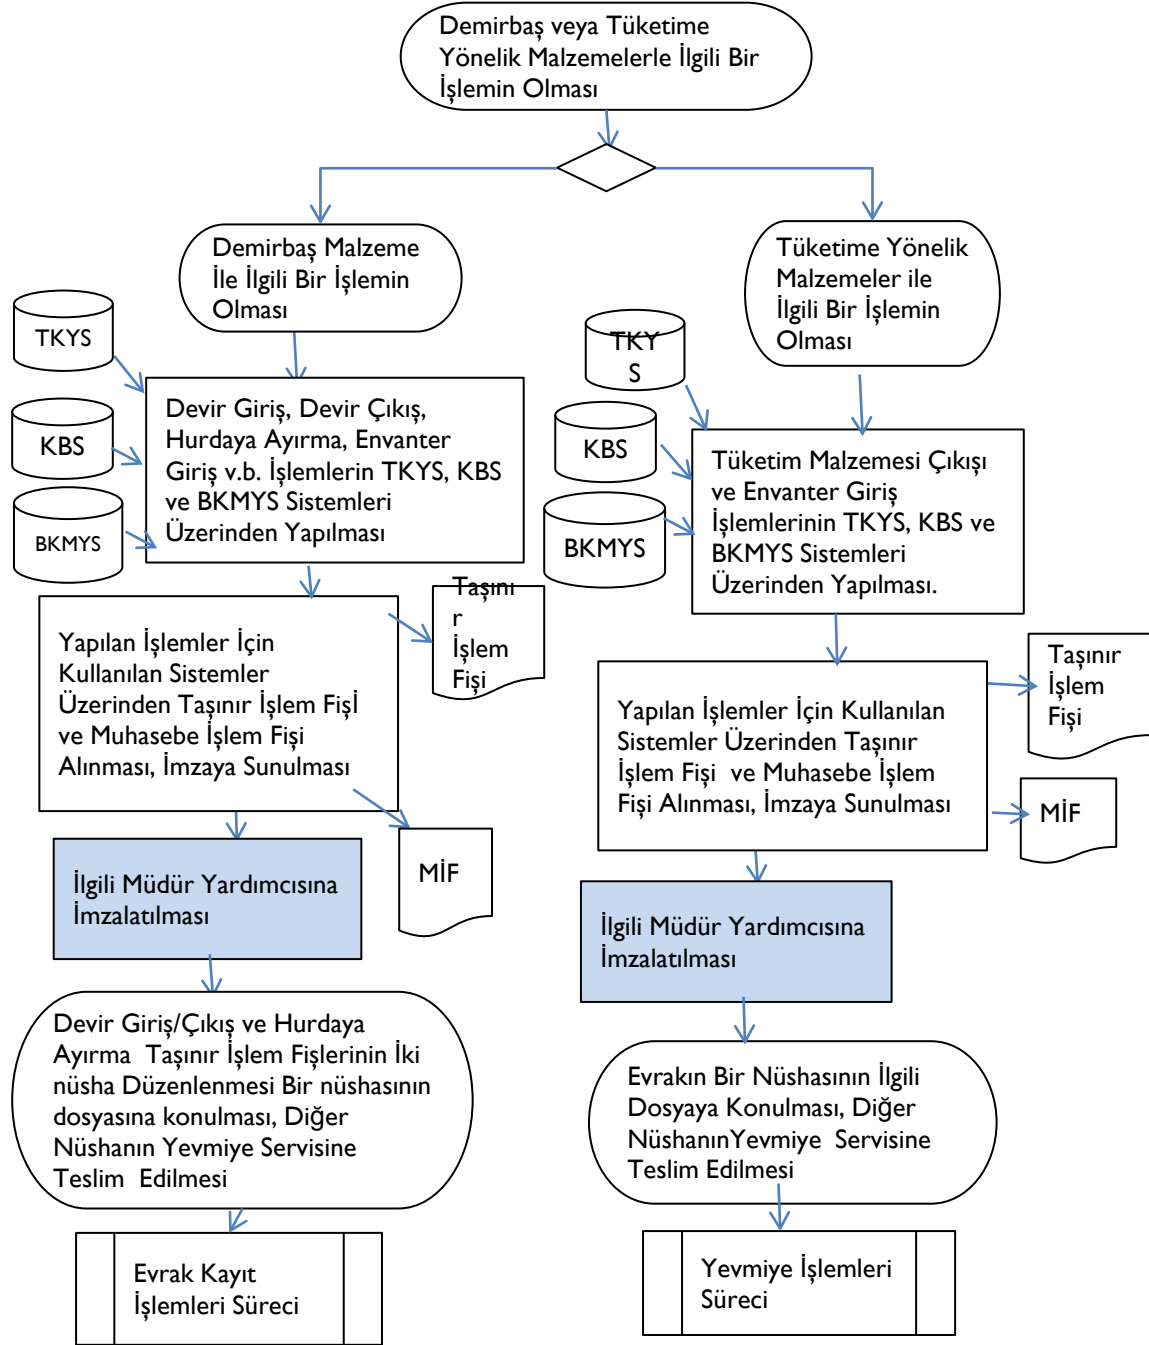 Demirbaş veya Tüketime
Yönelik Malzemelerle İlgili Bir
İşlemin Olması
Demirbaş Malzeme
İle İlgili Bir İşlemin
Olması
TKYS
KBS
BKMYS
Devir Giriş, Devir Çıkış,
Hurdaya Ayırma, Envanter
Giriş v.b. İşlemlerin TKYS, KBS
ve BKMYS Sistemleri
Üzerinden Yapılması
Taşını
r
İşlem
Fişi
Yapılan İşlemler İçin
Kullanılan Sistemler
Üzerinden Taşınır İşlem Fişİ
ve Muhasebe İşlem Fişi
Alınması, İmzaya Sunulması
MİF
İlgili Müdür Yardımcısına
İmzalatılması
Devir Giriş/Çıkış ve Hurdaya
Ayırma  Taşınır İşlem Fişlerinin İki
nüsha Düzenlenmesi Bir nüshasının
dosyasına konulması, Diğer
Nüshanın Yevmiye Servisine
Teslim  Edilmesi
Evrak Kayıt
İşlemleri Süreci
Tüketime Yönelik
Malzemeler ile
İlgili Bir İşlemin
Olması
TKY
S
KBS
BKMYS
Tüketim Malzemesi Çıkışı
ve Envanter Giriş
İşlemlerinin TKYS, KBS ve
BKMYS Sistemleri
Üzerinden Yapılması.
Taşınır
İşlem
Fişi
Yapılan İşlemler İçin Kullanılan
Sistemler Üzerinden Taşınır
İşlem Fişi  ve Muhasebe İşlem
Fişi Alınması, İmzaya Sunulması
MİF
İlgili Müdür Yardımcısına
İmzalatılması
Evrakın Bir Nüshasının İlgili
Dosyaya Konulması, Diğer
NüshanınYevmiye  Servisine
Teslim Edilmesi
Yevmiye İşlemleri
Süreci